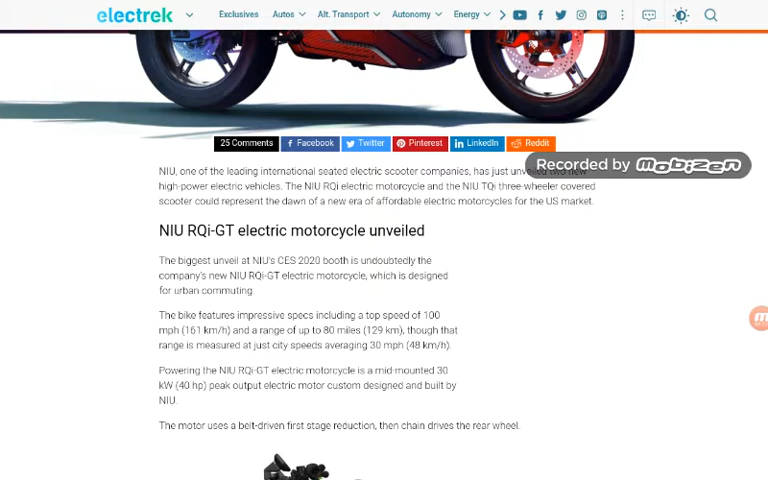 electrek Exclusives Autos Alt. Transport Autonomy Energy
25 Comments Facebook Twitter Pinterest LinkedIn Reddit
Recorded by mobizen
NIU, one of the leading international seated electric scooter companies, has just unveiled two new
high-power electric vehicles. The NIU RQi electric motorcycle and the NIU TQi three-wheeler covered
scooter could represent the dawn of a new era of affordable electric motorcycles for the US market.
NIU RQi-GT electric motorcycle unveiled
The biggest unveil at NIU's CES 2020 booth is undoubtedly the
company's new NIU RQi-GT electric motorcycle, which is designed
for urban commuting.
The bike features impressive specs including a top speed of 100
mph (161 km/h) and a range of up to 80 miles (129 km), though that
range is measured at just city speeds averaging 30 mph (48 km/h).
Powering the NIU RQi-GT electric motorcycle is a mid-mounted 30
kW (40 hp) peak output electric motor custom designed and built by
NIU.
The motor uses a belt-driven first stage reduction, then chain drives the rear wheel.